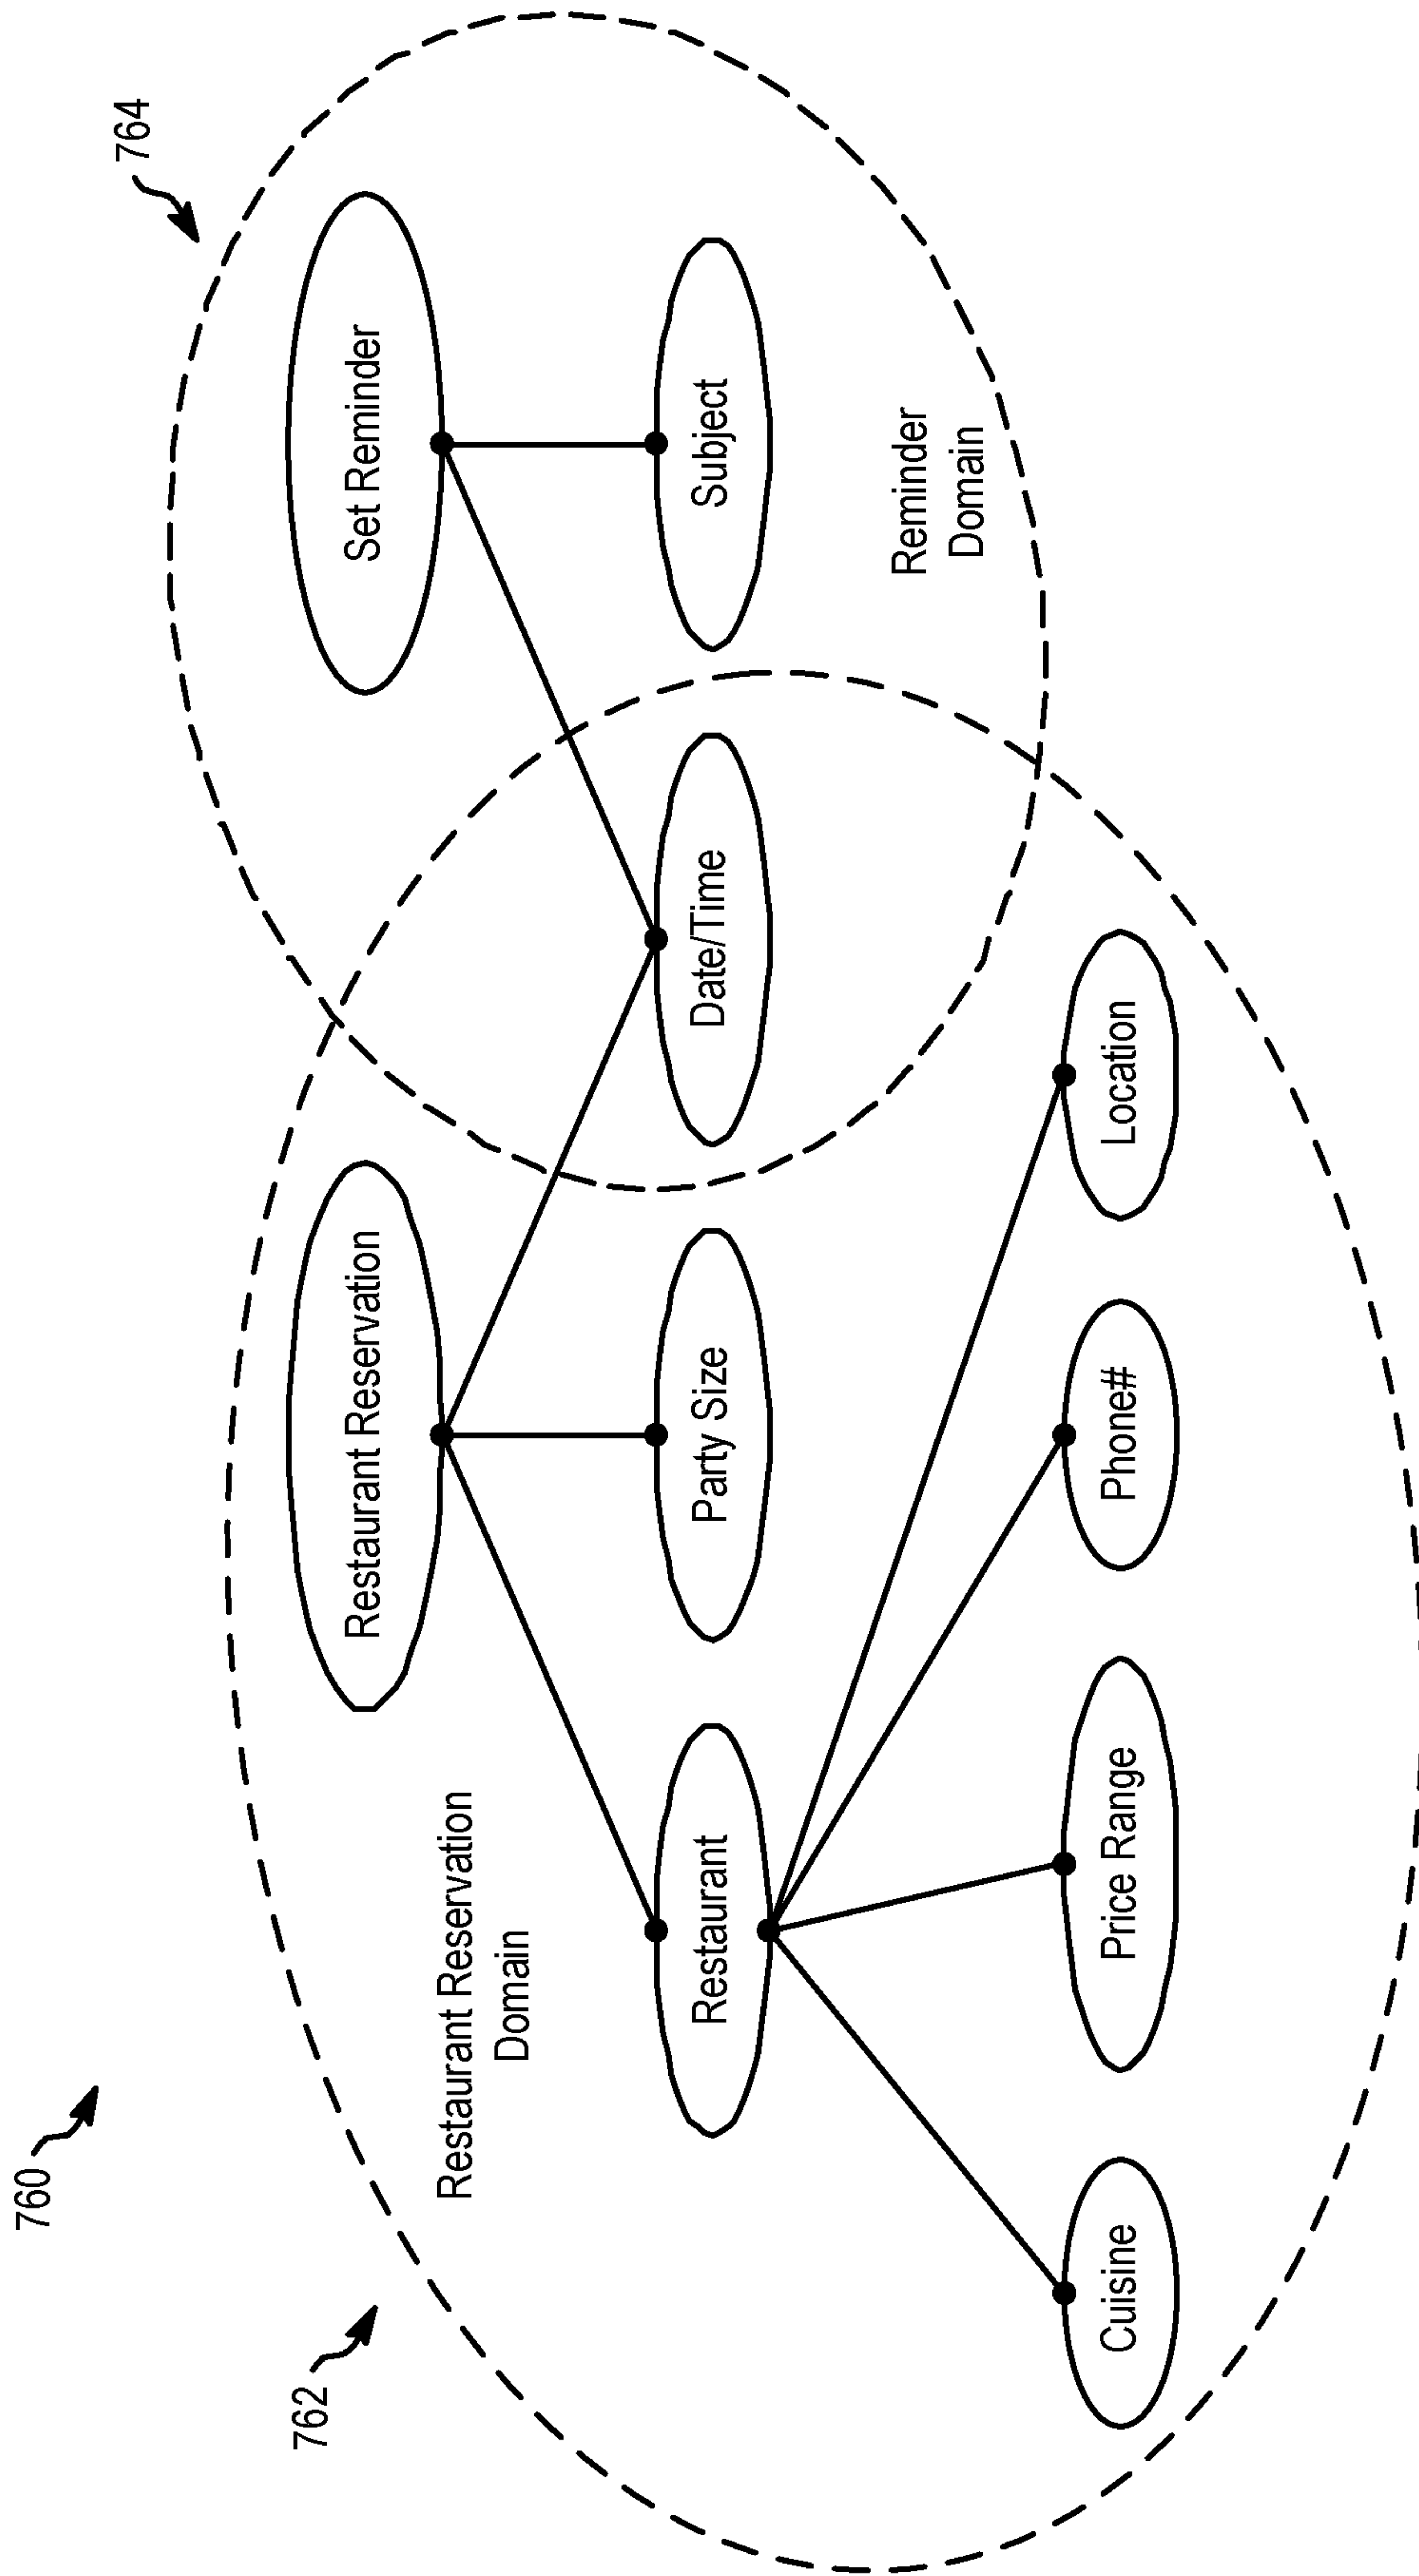 760
762
764
Restaurant Reservation
Set Reminder
Restaurant Reservation
Domain
Restaurant
Party Size
Date/Time
Subject
Reminder
Domain
Cuisine
Price Range
Phone#
Location